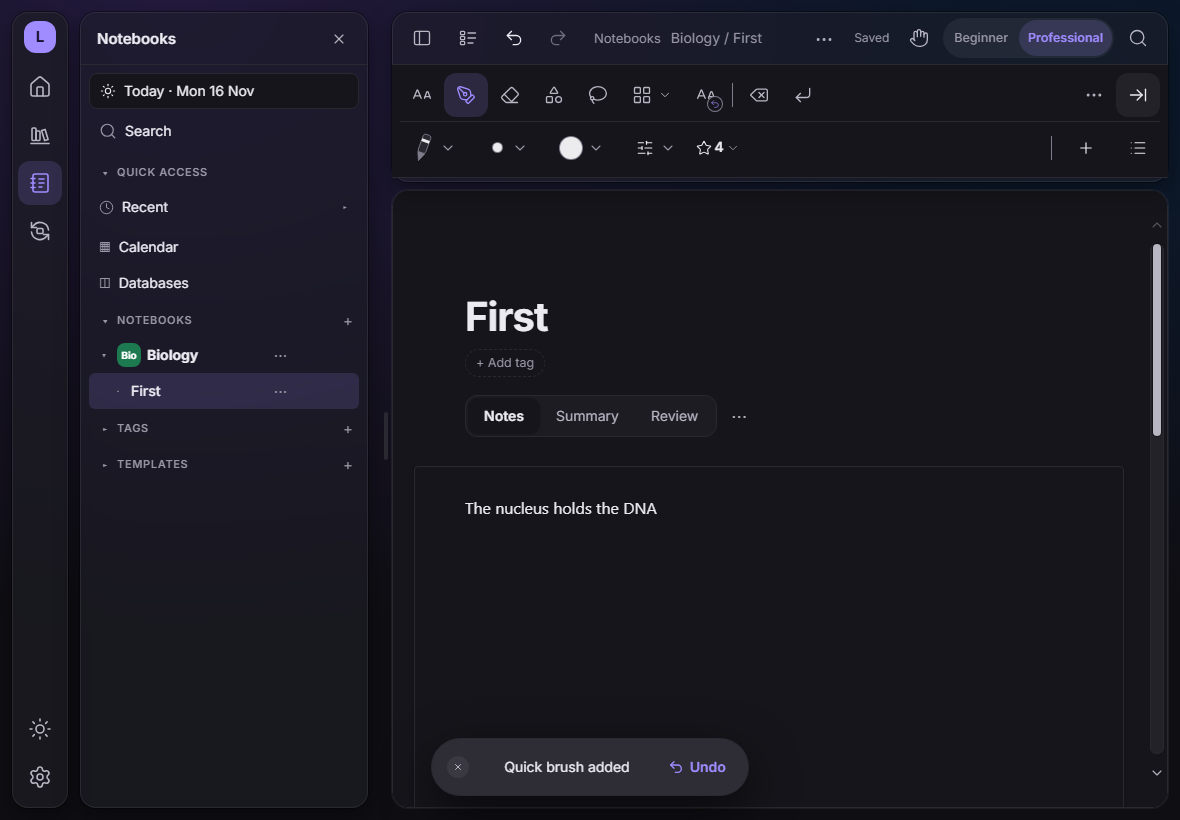 L
Notebooks
Today · Mon 16 Nov
Search
QUICK ACCESS
Recent
Calendar
Databases
NOTEBOOKS
Bio Biology
First
TAGS
TEMPLATES
Notebooks Biology / First
Saved
Beginner Professional
AA
AA
4
First
+ Add tag
Notes Summary Review
The nucleus holds the DNA
Quick brush added Undo